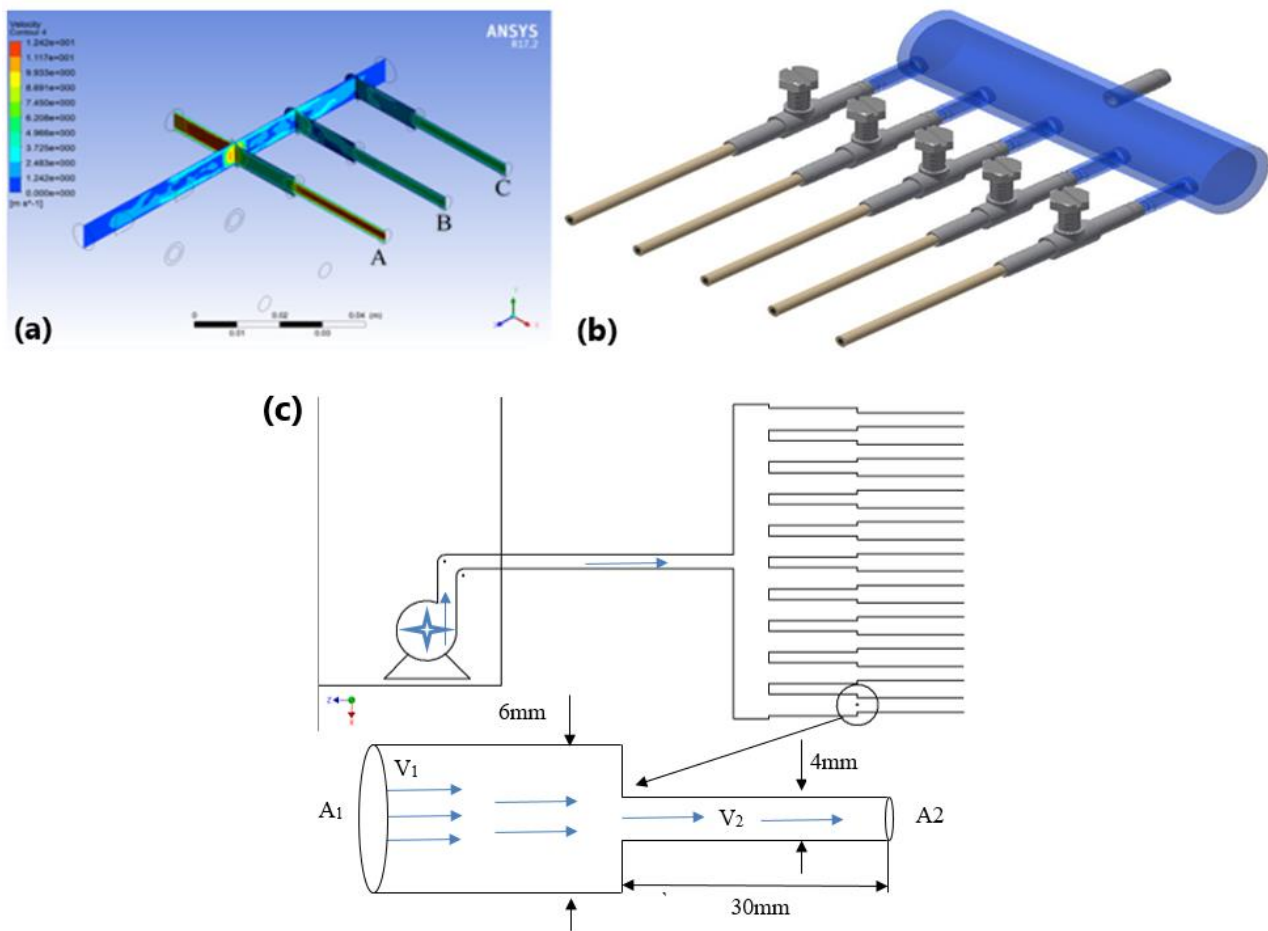 Velocity
Contour 4
1.242e+001
1.117e+001
9.933e+000
8.691e+000
7.450e+000
6.208e+000
4.966e+000
3.725e+000
2.483e+000
1.242e+000
0.000e+000
[m s^-1]
ANSYS
R17.2
C
B
A
0 0.02 0.04 (m)
0.01 0.03
(a)
(b)
(c)
Z
X
6mm
4mm
V1
A1
V2
A2
30mm